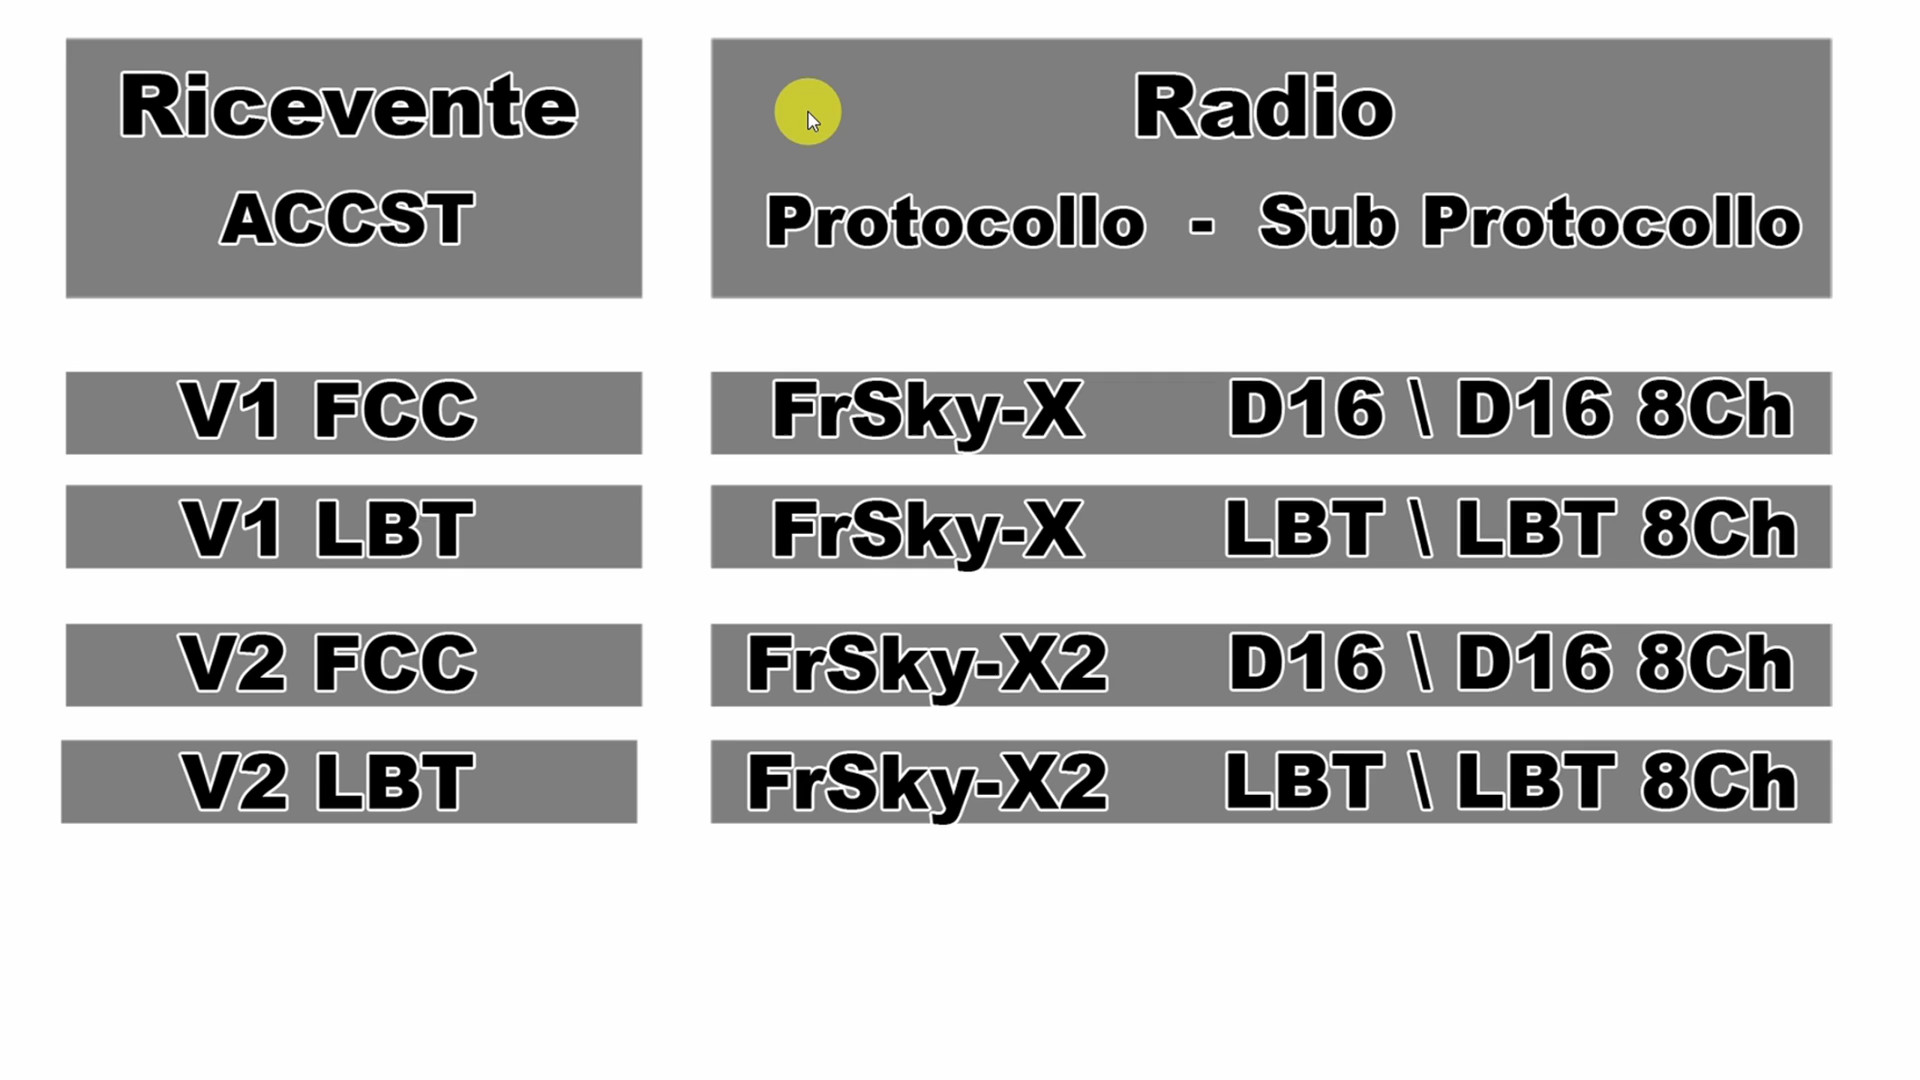 Ricevente
ACCST
Radio
Protocollo - Sub Protocollo
V1 FCC
FrSky-X D16 \ D16 8Ch
V1 LBT
FrSky-X LBT \ LBT 8Ch
V2 FCC
FrSky-X2 D16 \ D16 8Ch
V2 LBT
FrSky-X2 LBT \ LBT 8Ch